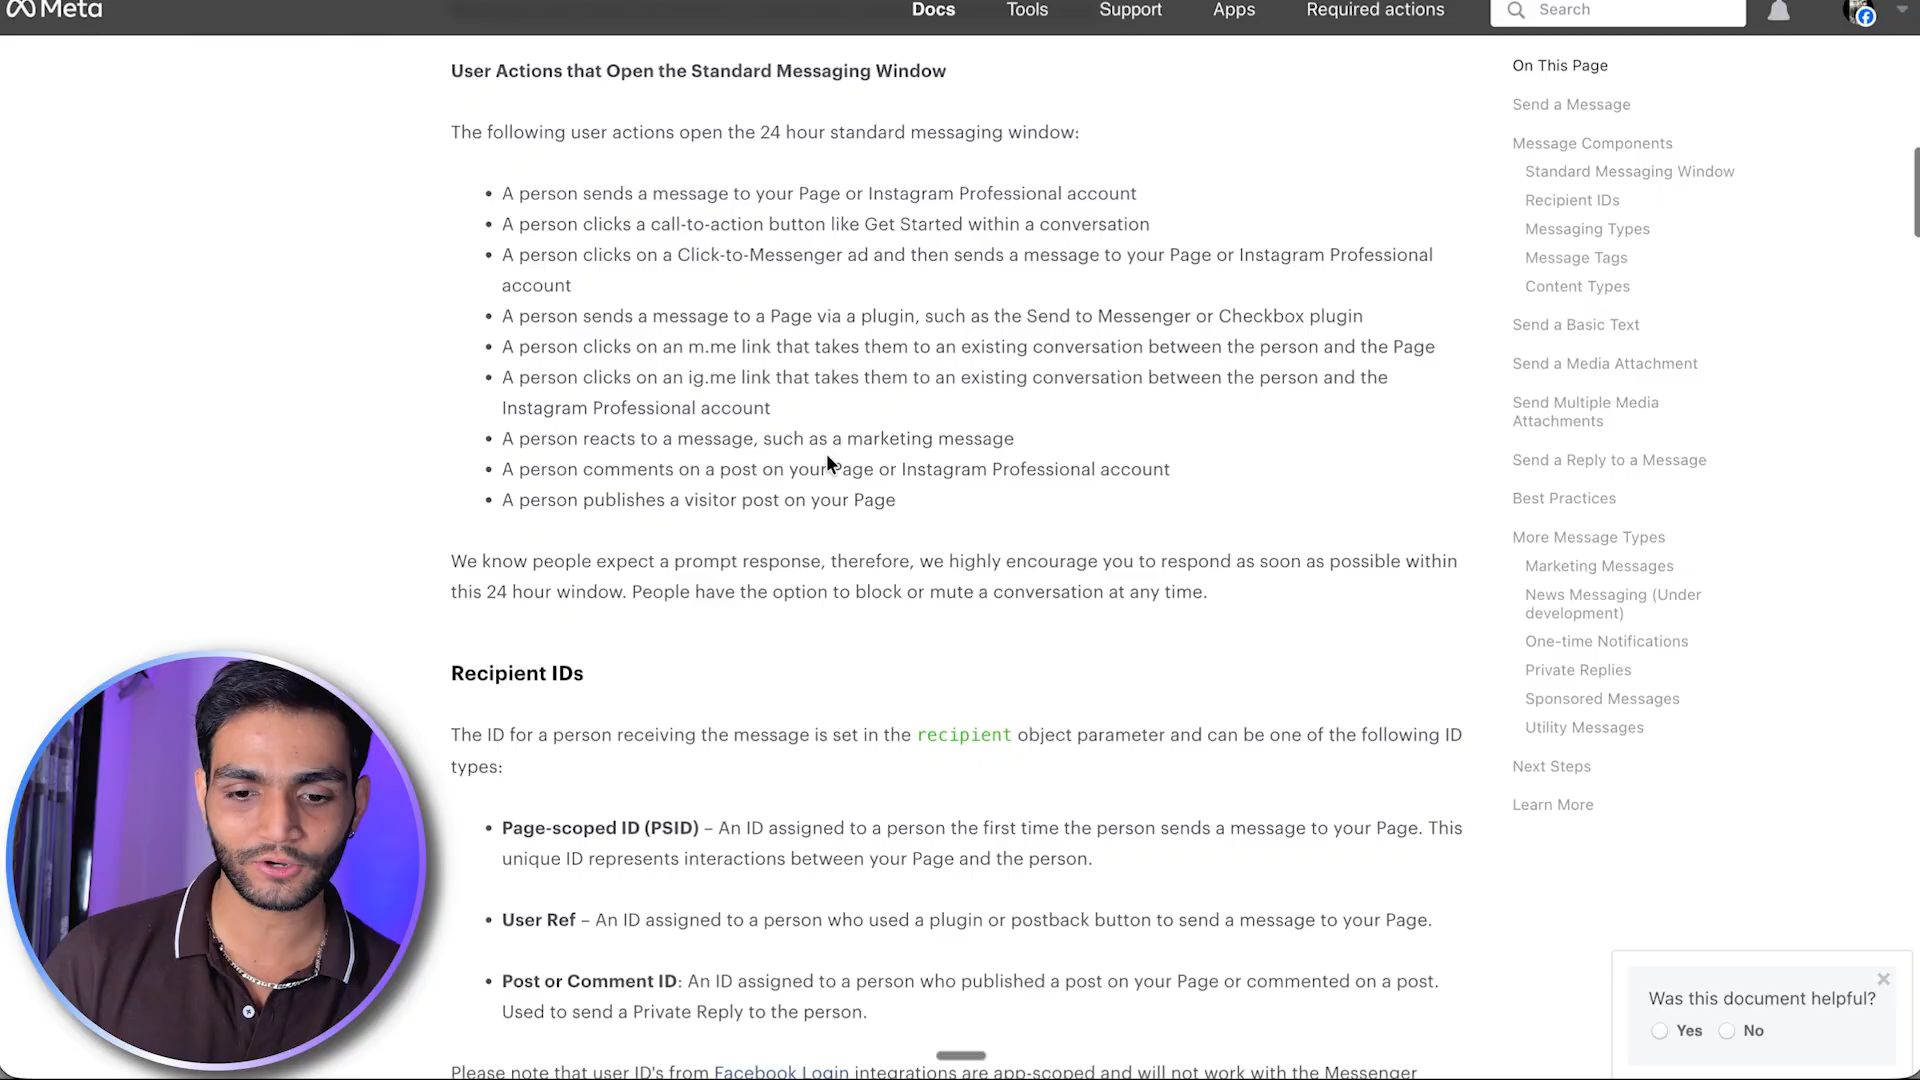 Meta
Docs
Tools
Support
Apps
Required actions
Search
User Actions that Open the Standard Messaging Window
The following user actions open the 24 hour standard messaging window:
• A person sends a message to your Page or Instagram Professional account
• A person clicks a call-to-action button like Get Started within a conversation
• A person clicks on a Click-to-Messenger ad and then sends a message to your Page or Instagram Professional
account
• A person sends a message to a Page via a plugin, such as the Send to Messenger or Checkbox plugin
• A person clicks on an m.me link that takes them to an existing conversation between the person and the Page
• A person clicks on an ig.me link that takes them to an existing conversation between the person and the
Instagram Professional account
• A person reacts to a message, such as a marketing message
• A person comments on a post on your Page or Instagram Professional account
• A person publishes a visitor post on your Page
We know people expect a prompt response, therefore, we highly encourage you to respond as soon as possible within
this 24 hour window. People have the option to block or mute a conversation at any time.
Recipient IDs
The ID for a person receiving the message is set in the recipient object parameter and can be one of the following ID
types:
• Page-scoped ID (PSID) – An ID assigned to a person the first time the person sends a message to your Page. This
unique ID represents interactions between your Page and the person.
• User Ref – An ID assigned to a person who used a plugin or postback button to send a message to your Page.
• Post or Comment ID: An ID assigned to a person who published a post on your Page or commented on a post.
Used to send a Private Reply to the person.
Please note that user ID's from Facebook Login integrations are app-scoped and will not work with the Messenger
On This Page
Send a Message
Message Components
Standard Messaging Window
Recipient IDs
Messaging Types
Message Tags
Content Types
Send a Basic Text
Send a Media Attachment
Send Multiple Media
Attachments
Send a Reply to a Message
Best Practices
More Message Types
Marketing Messages
News Messaging (Under
development)
One-time Notifications
Private Replies
Sponsored Messages
Utility Messages
Next Steps
Learn More
Was this document helpful?
Yes
No